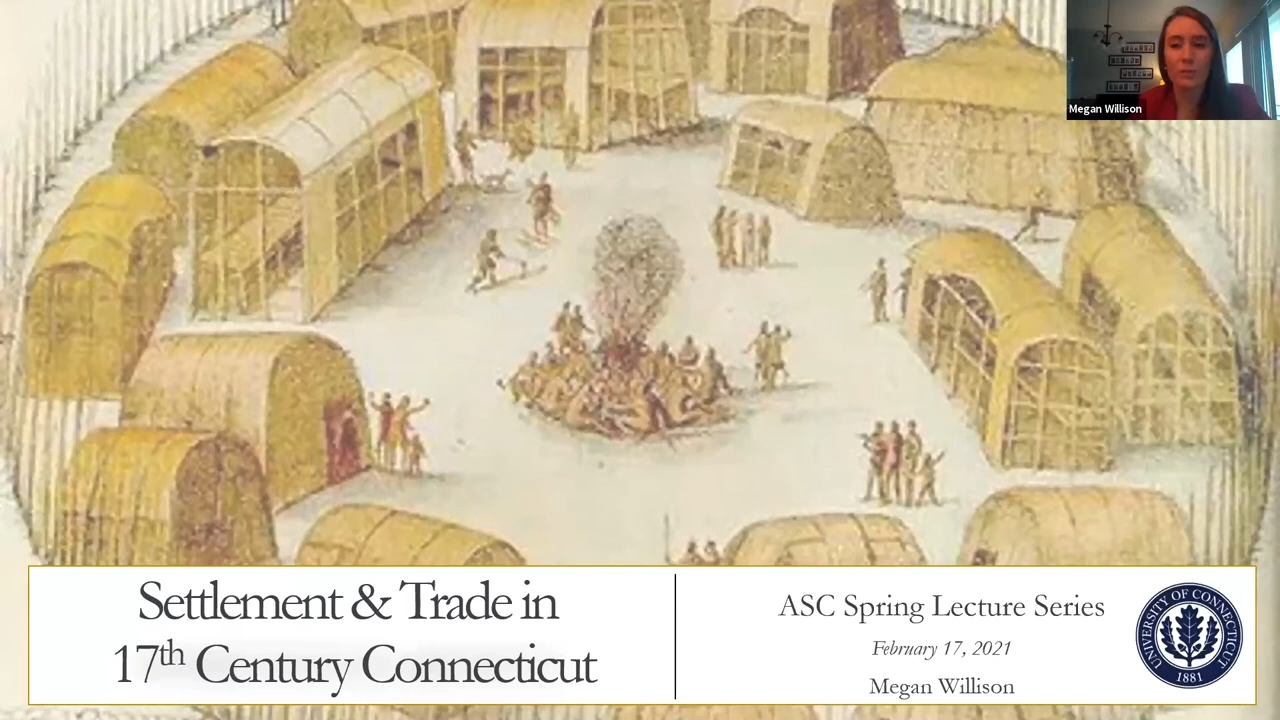 Megan Willison
Settlement & Trade in
17th Century Connecticut
ASC Spring Lecture Series
February 17, 2021
Megan Willison
UNIVERSITY OF CONNECTICUT
1881